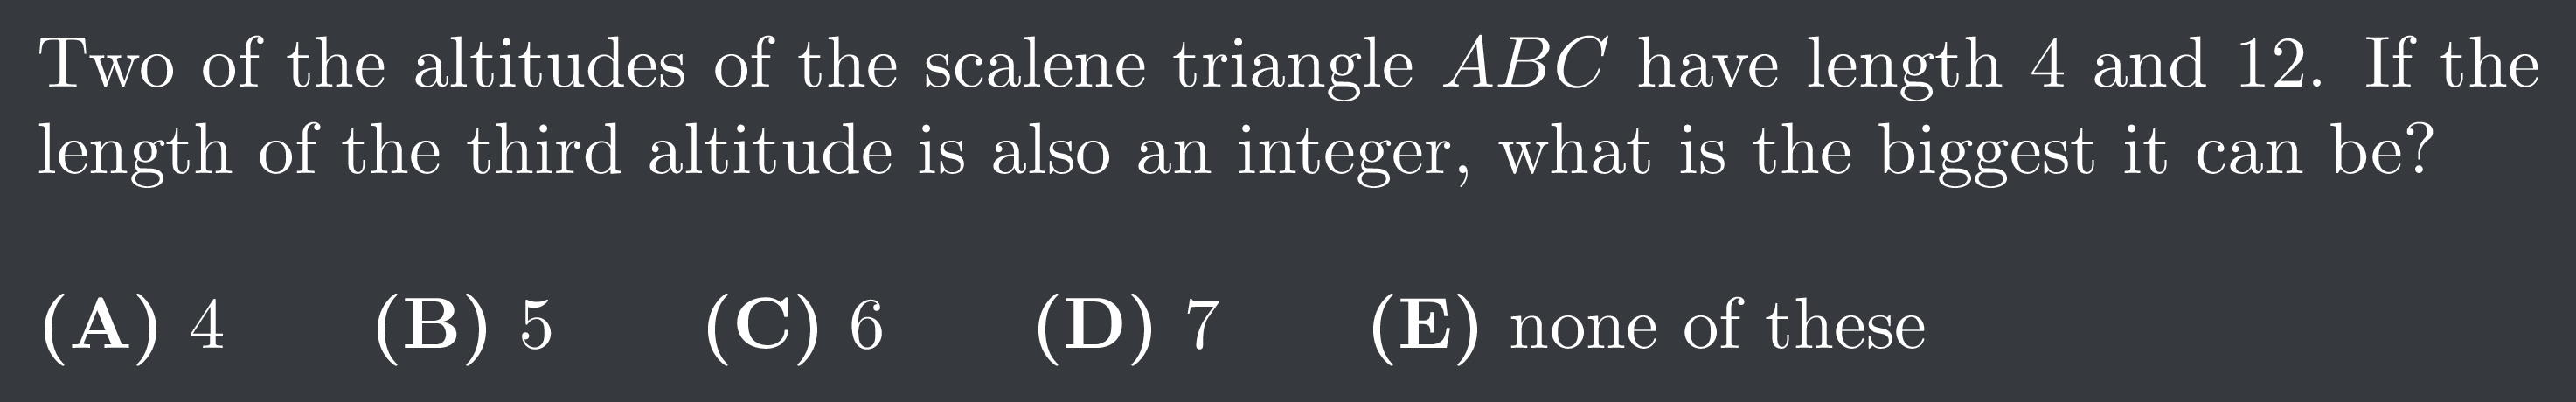 Two of the altitudes of the scalene triangle ABC have length 4 and 12. If the
length of the third altitude is also an integer, what is the biggest it can be?
(A) 4 (B) 5 (C) 6 (D) 7 (E) none of these